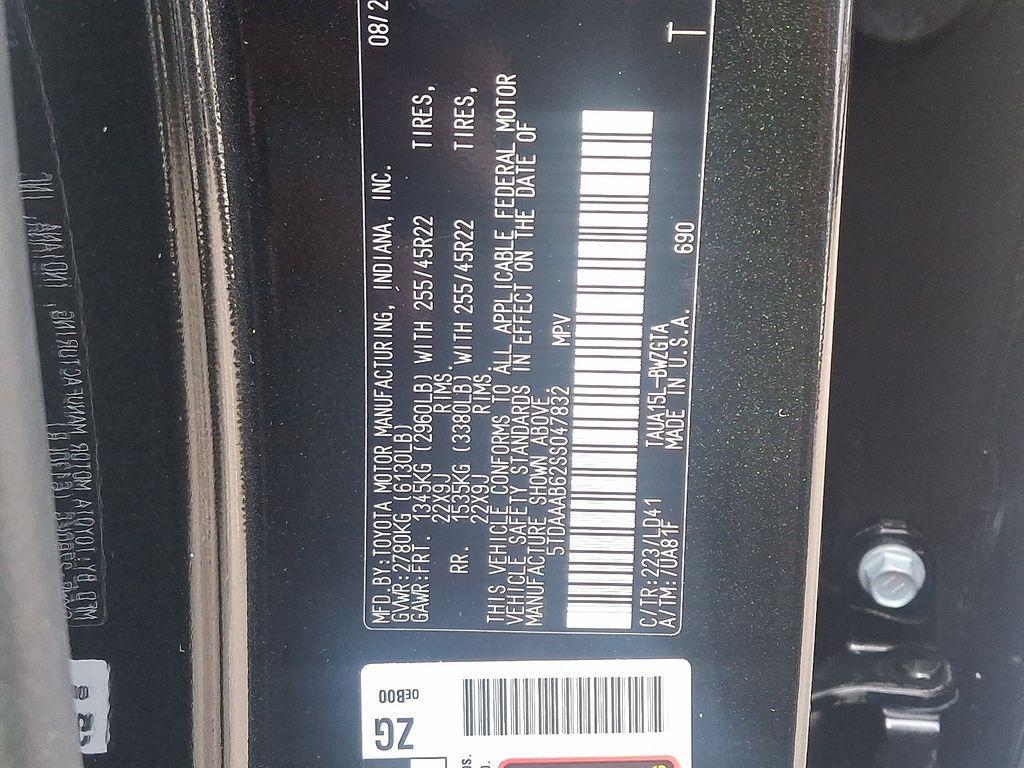 08/2
MFD.BY:TOYOTA MOTOR MANUFACTURING, INDIANA, INC.
GVWR:2780KG (6130LB)
GAWR:FRT. 1345KG (2960LB) WITH 255/45R22 TIRES,
22X9J RIMS.
RR. 1535KG (3380LB) WITH 255/45R22 TIRES,
22X9J RIMS.
THIS VEHICLE CONFORMS TO ALL APPLICABLE FEDERAL MOTOR
VEHICLE SAFETY STANDARDS IN EFFECT ON THE DATE OF
MANUFACTURE SHOWN ABOVE.
5TDAAAB62SS047832 MPV
C/TR:223/LD41 TAUA15L-BWZGTA 690
A/TM:7UA81F MADE IN U.S.A. T
ZG
0EB00